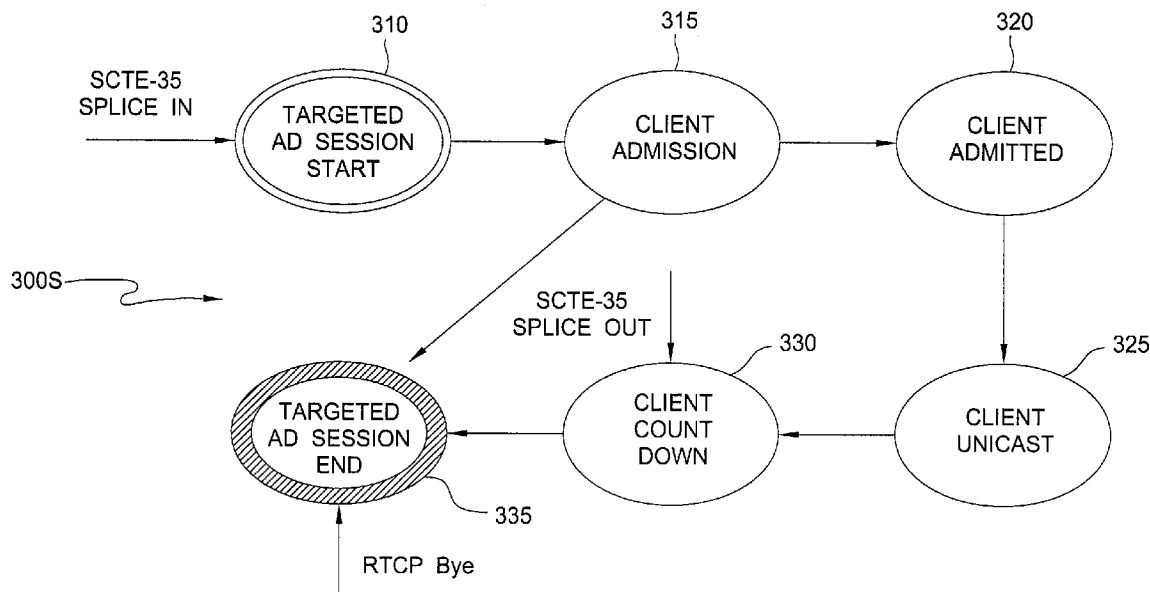 310
315
320
SCTE-35
SPLICE IN
TARGETED
AD SESSION
START
CLIENT
ADMISSION
CLIENT
ADMITTED
300S
SCTE-35
SPLICE OUT
330
325
TARGETED
AD SESSION
END
CLIENT
COUNT
DOWN
CLIENT
UNICAST
335
RTCP Bye